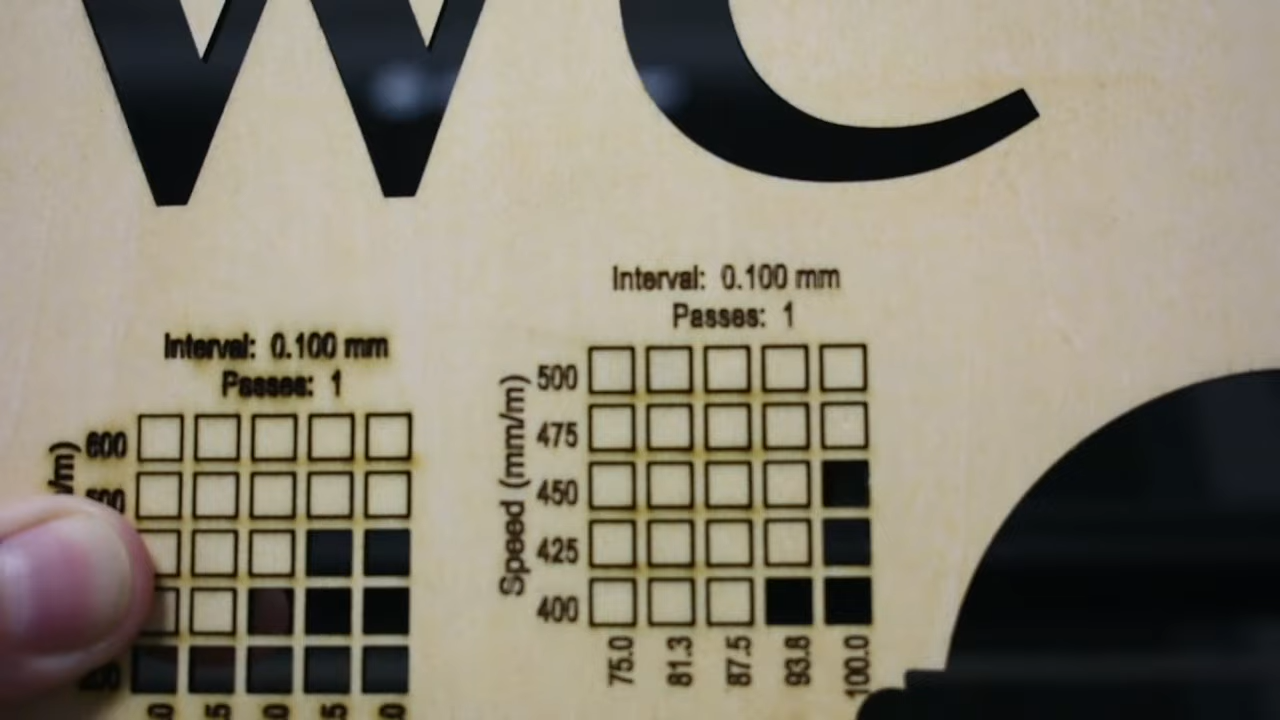 WC
Interval: 0.100 mm
Passes: 1
600
Interval: 0.100 mm
Passes: 1
Speed (mm/m)
500
475
450
425
400
75.0
81.3
87.5
93.8
100.0